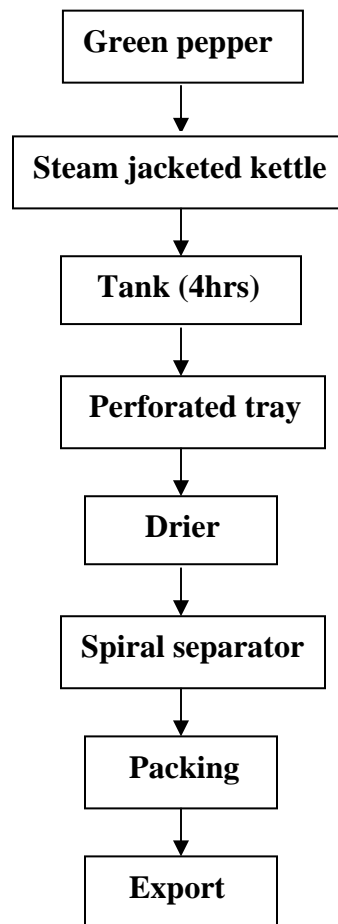 Green pepper
Steam jacketed kettle
Tank (4hrs)
Perforated tray
Drier
Spiral separator
Packing
Export